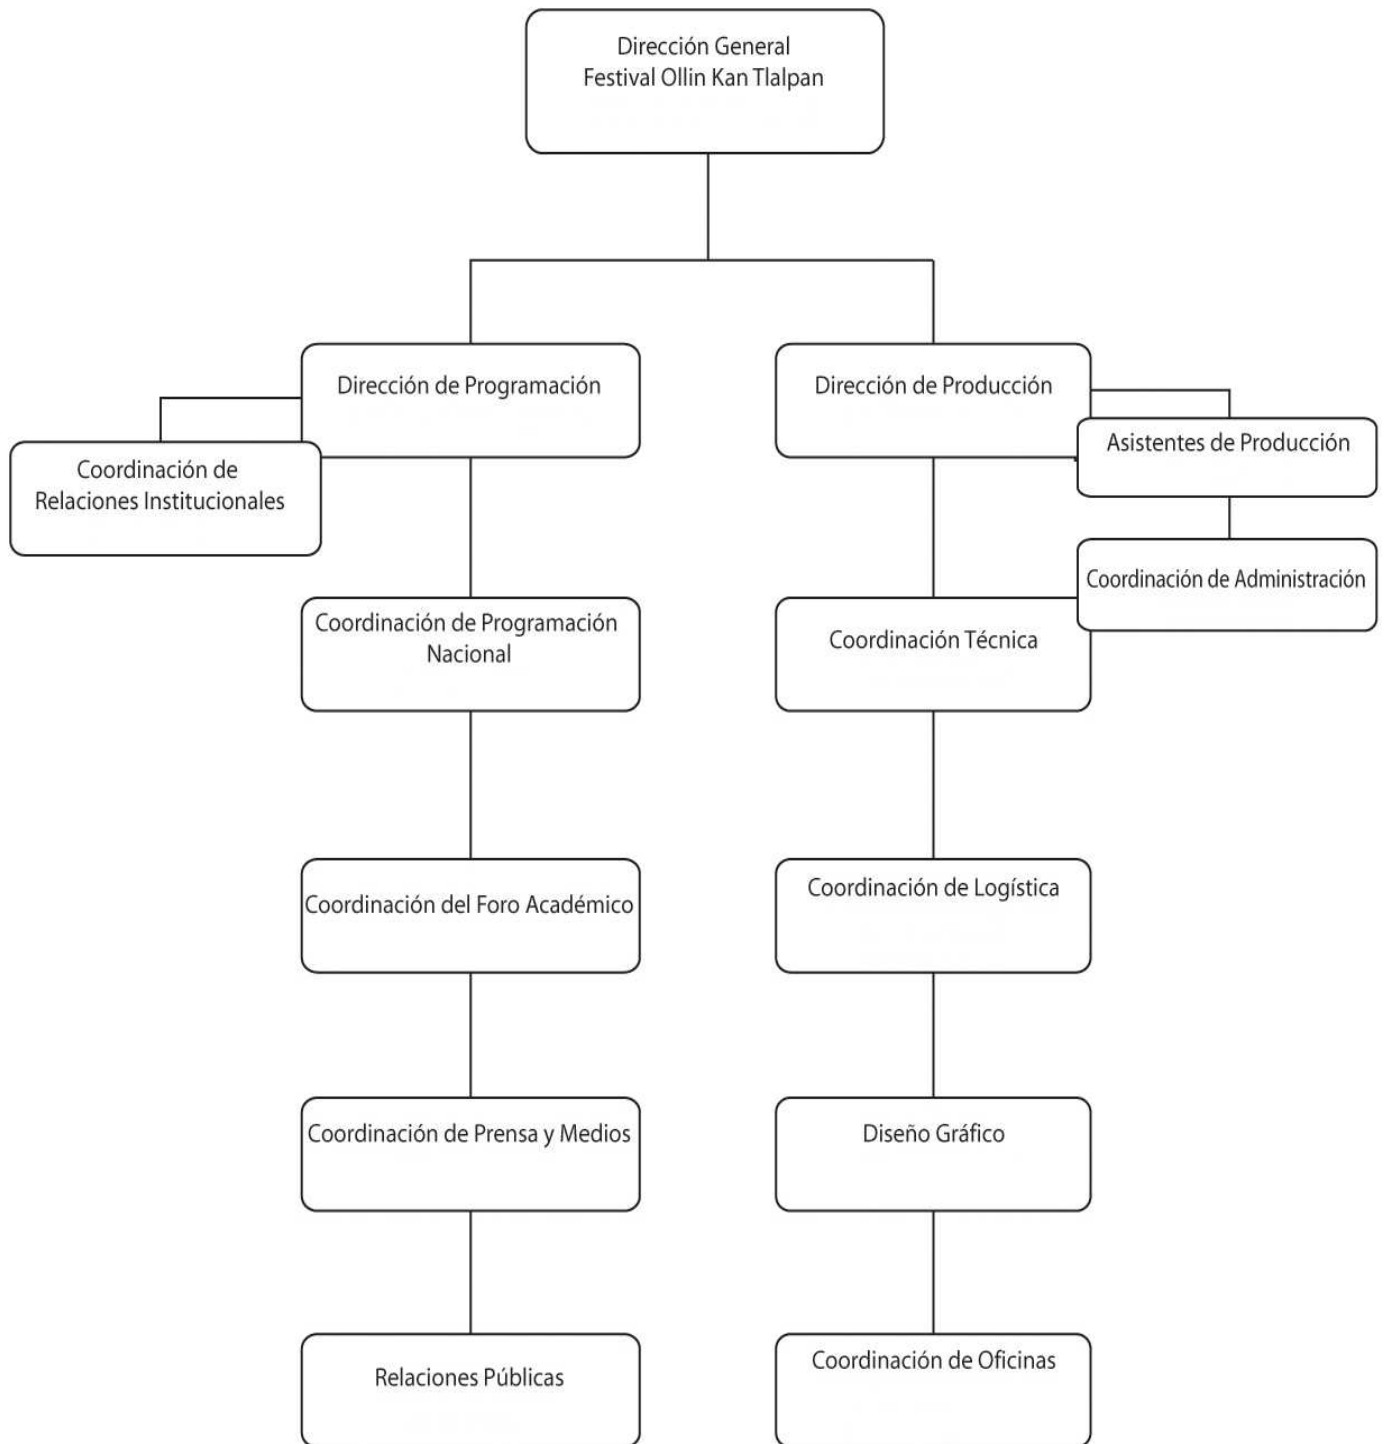 Dirección General
Festival Ollin Kan Tlalpan
Dirección de Programación
Dirección de Producción
Coordinación de
Relaciones Institucionales
Asistentes de Producción
Coordinación de Administración
Coordinación de Programación
Nacional
Coordinación Técnica
Coordinación del Foro Académico
Coordinación de Logística
Coordinación de Prensa y Medios
Diseño Gráfico
Relaciones Públicas
Coordinación de Oficinas